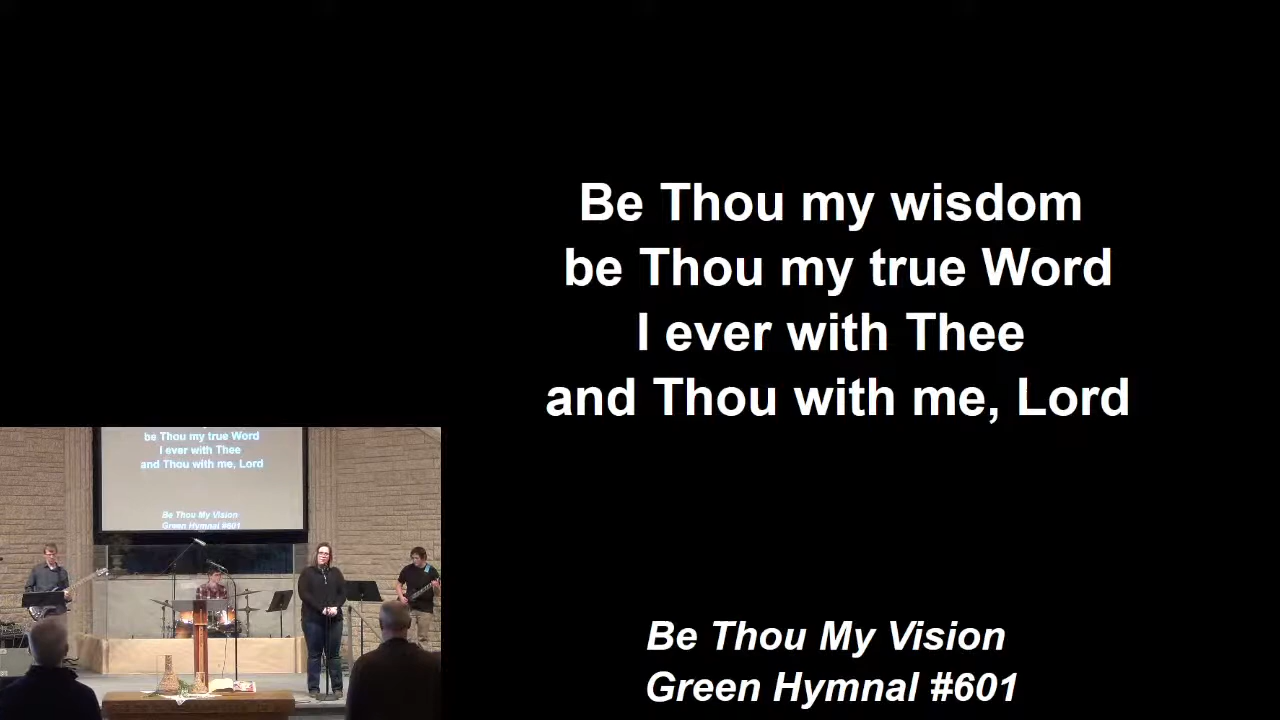 Be Thou my wisdom
be Thou my true Word
I ever with Thee
and Thou with me, Lord
be Thou my true Word
I ever with Thee
and Thou with me, Lord
Be Thou My Vision
Green Hymnal #601
Be Thou My Vision
Green Hymnal #601